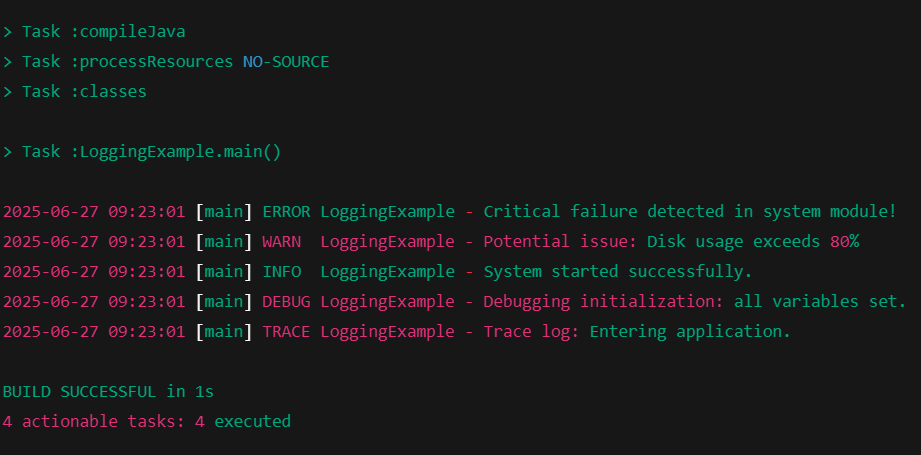 > Task :compileJava
> Task :processResources NO-SOURCE
> Task :classes
> Task :LoggingExample.main()
2025-06-27 09:23:01 [main] ERROR LoggingExample - Critical failure detected in system module!
2025-06-27 09:23:01 [main] WARN  LoggingExample - Potential issue: Disk usage exceeds 80%
2025-06-27 09:23:01 [main] INFO  LoggingExample - System started successfully.
2025-06-27 09:23:01 [main] DEBUG LoggingExample - Debugging initialization: all variables set.
2025-06-27 09:23:01 [main] TRACE LoggingExample - Trace log: Entering application.
BUILD SUCCESSFUL in 1s
4 actionable tasks: 4 executed